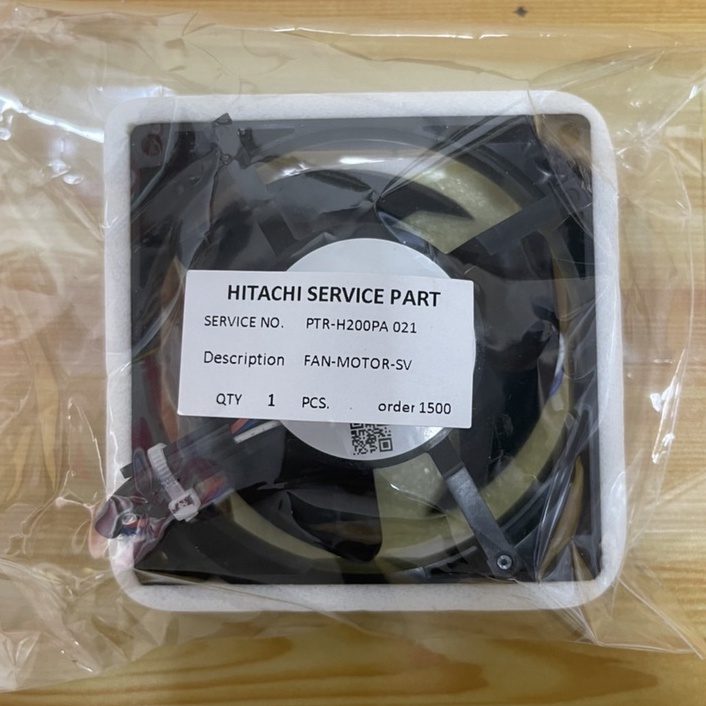 HITACHI SERVICE PART
SERVICE NO. PTR-H200PA 021
Description FAN-MOTOR-SV
QTY 1 PCS. . order 1500